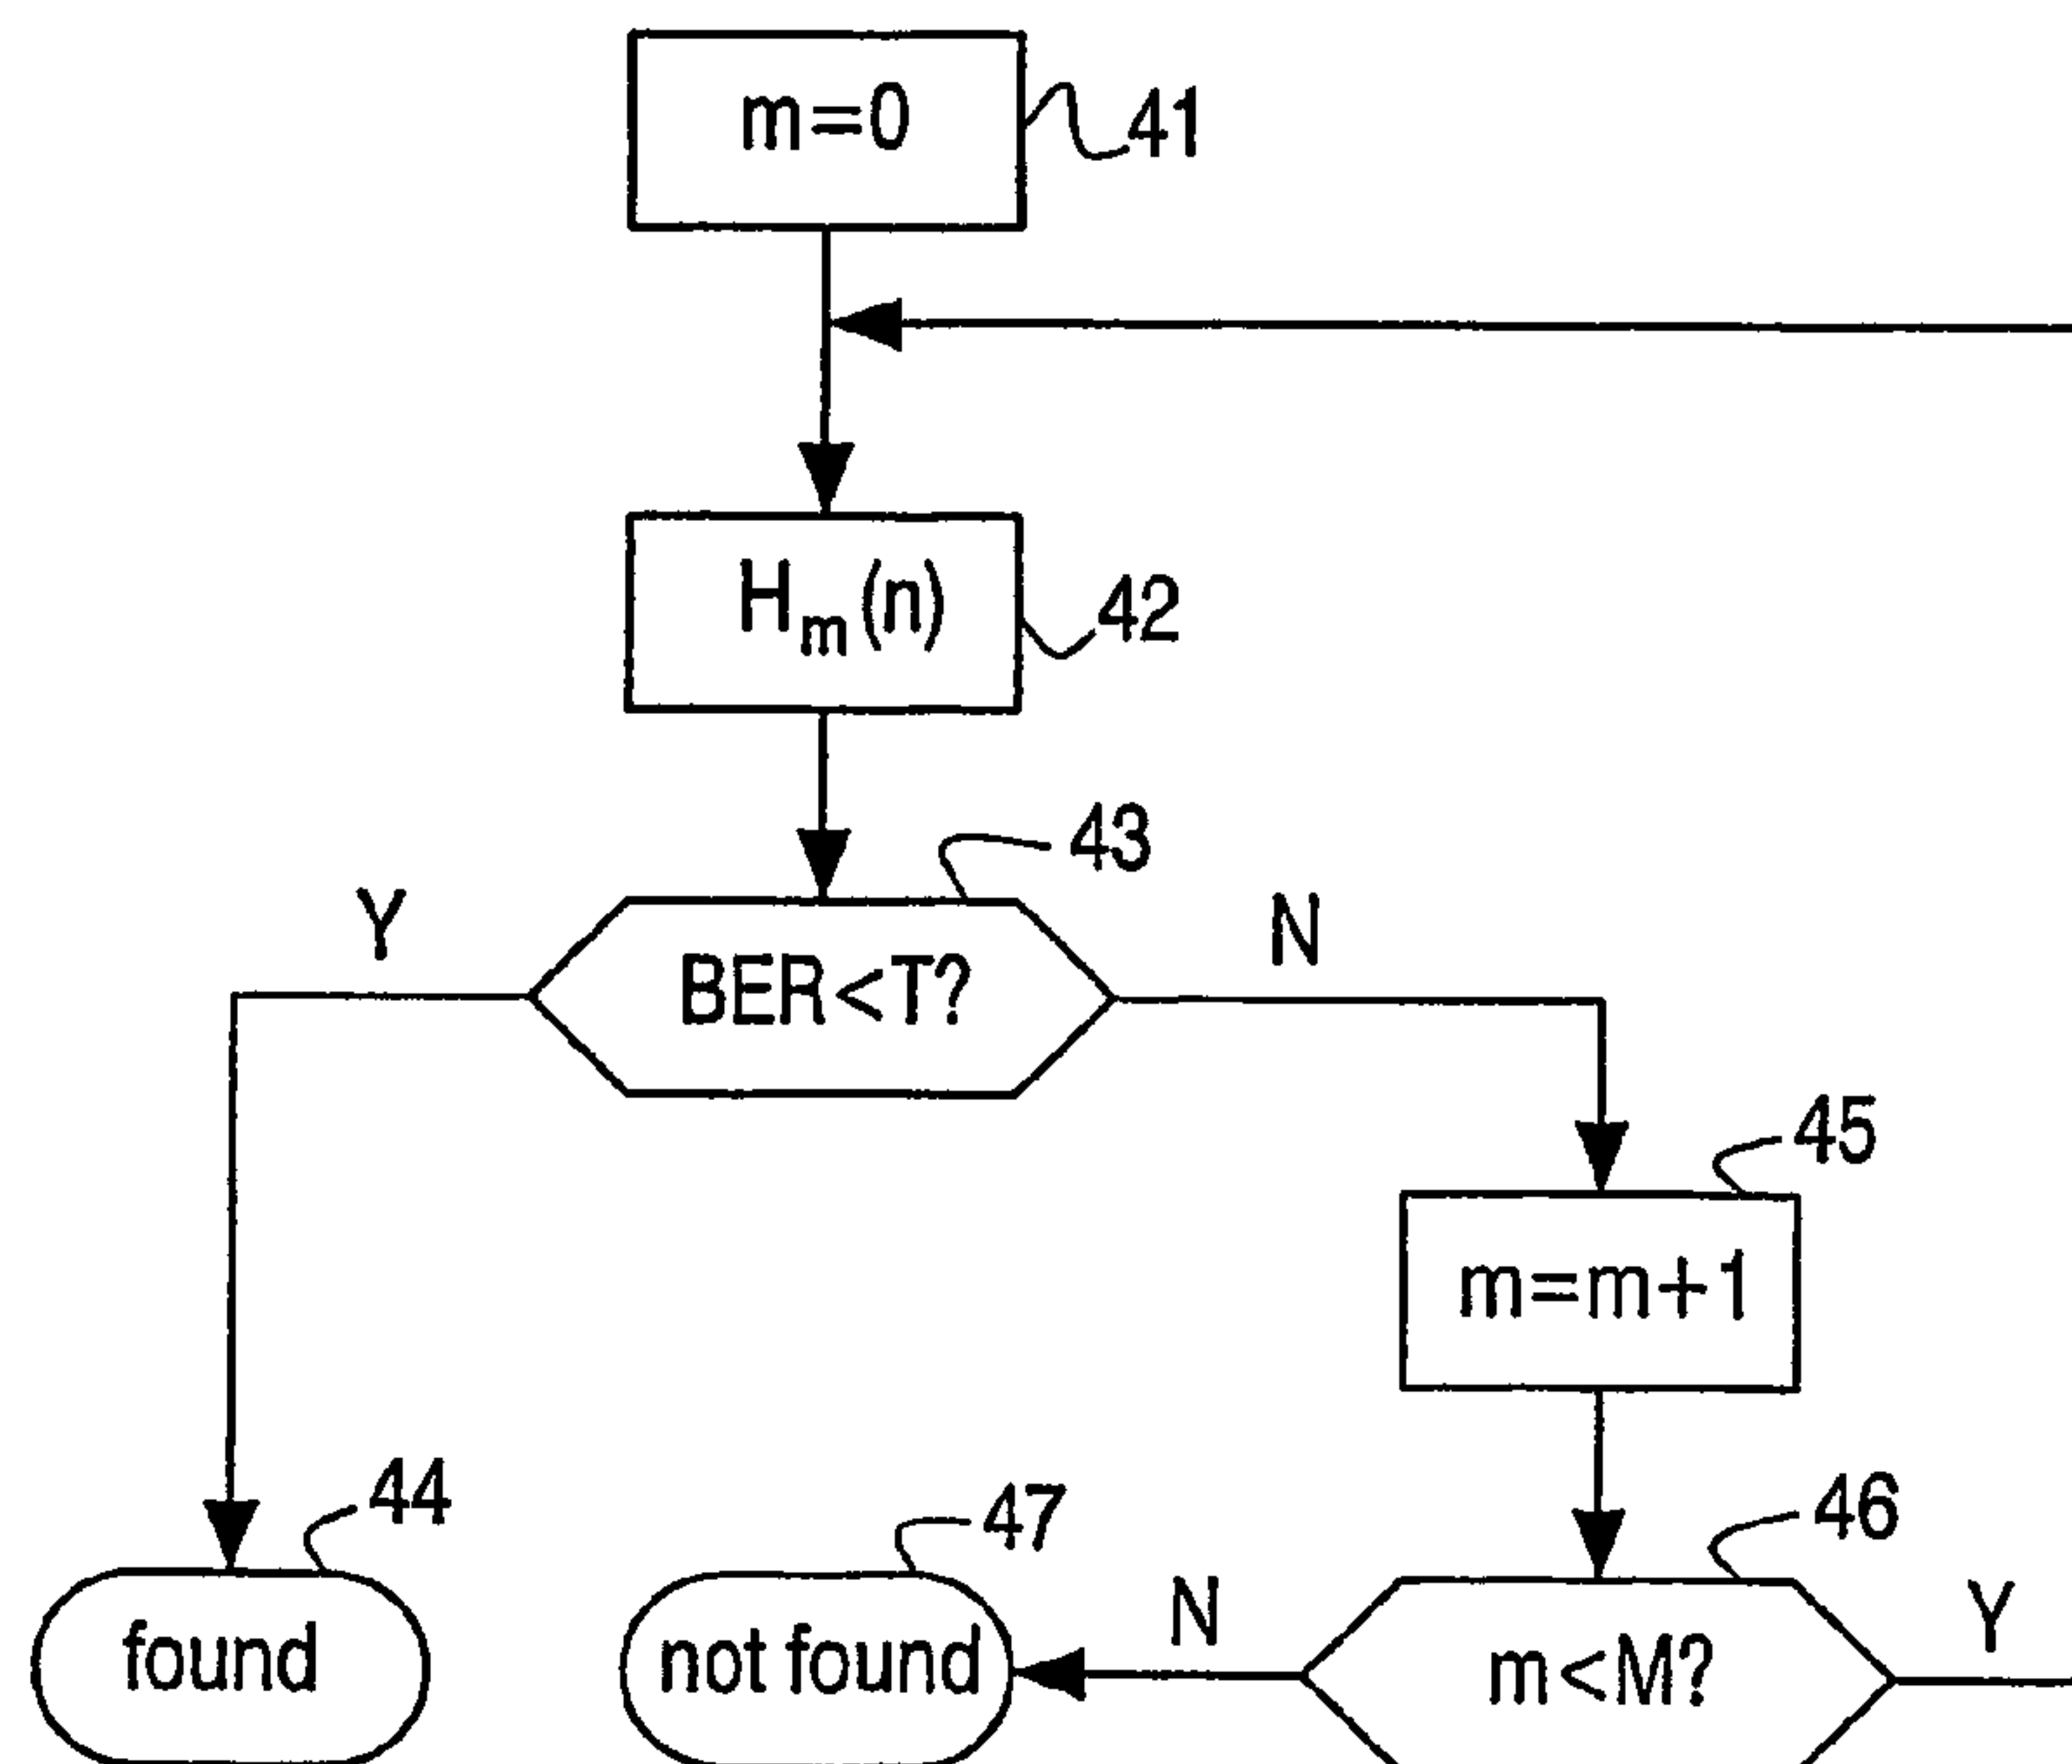 m=0
41
Hm(n)
42
43
Y
N
BER<T?
45
m=m+1
44
47
46
N
Y
found
not found
m<M?